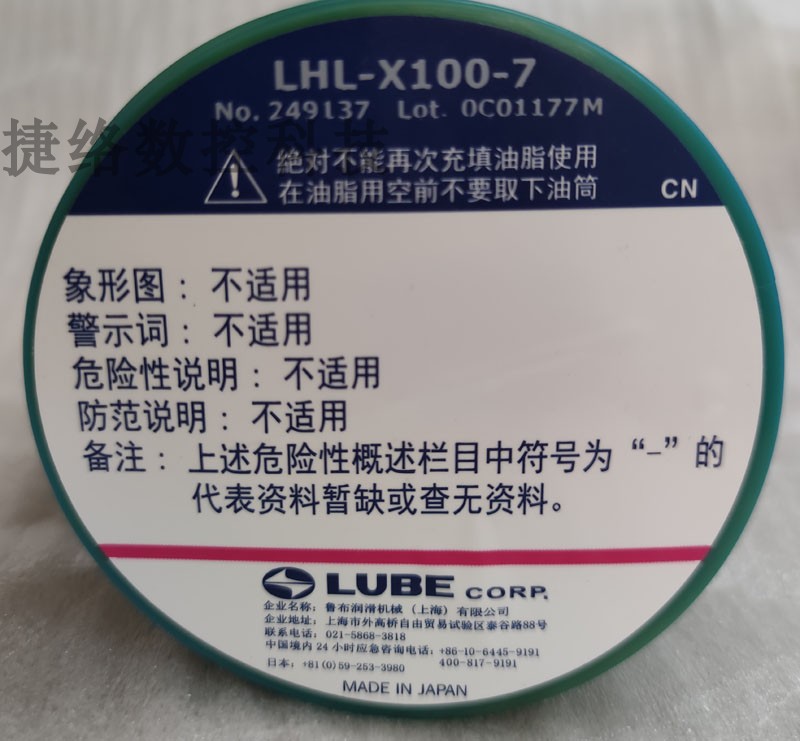 LHL-X100-7
No. 249137 Lot. 0C01177M
捷络数控科技
绝对不能再次充填油脂使用
在油脂用空前不要取下油筒
CN
象形图：不适用
警示词：不适用
危险性说明：不适用
防范说明：不适用
备注：上述危险性概述栏目中符号为“-”的
代表资料暂缺或查无资料。
LUBE CORP.
企业名称：鲁布润滑机械（上海）有限公司
企业地址：上海市外高桥自由贸易试验区泰谷路88号
联系电话：021-5868-3818
中国境内24小时应急咨询电话：+86-10-6445-9191
400-817-9191
日本：+81(0)59-253-3980
MADE IN JAPAN